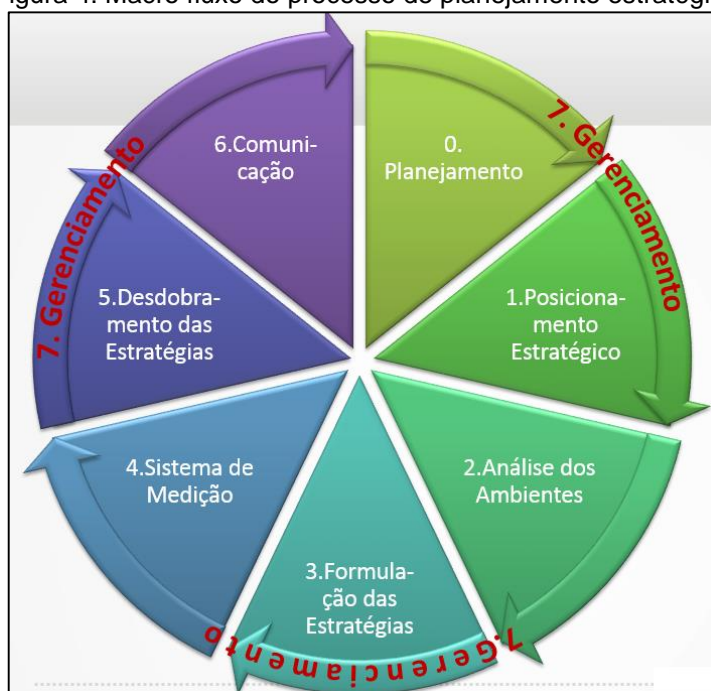 igura 4. Macro fluxo do processo de planejamento estratégi
0.
Planejamento
1.Posiciona-
mento
Estratégico
2.Análise dos
Ambientes
3.Formula-
ção das
Estratégias
4.Sistema de
Medição
5.Desdobra-
mento das
Estratégias
6.Comuni-
cação
7. Gerenciamento
7. Gerenciamento
7. Gerenciamento